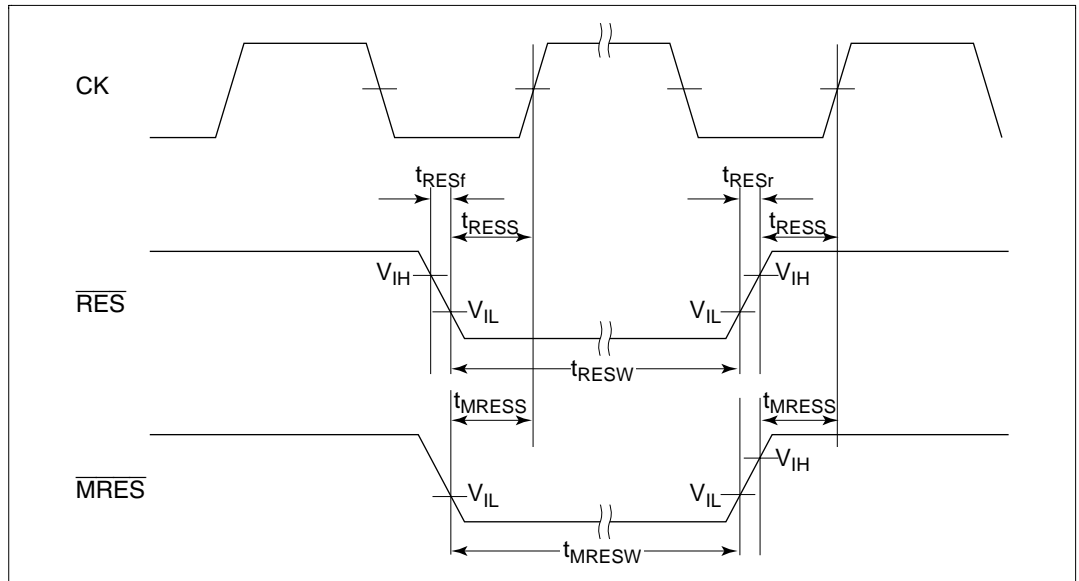 CK
tRESf
tRESr
tRESS
tRESS
VIH
VIH
RES
VIL
VIL
tRESW
tMRESS
tMRESS
VIH
MRES
VIL
VIL
tMRESW